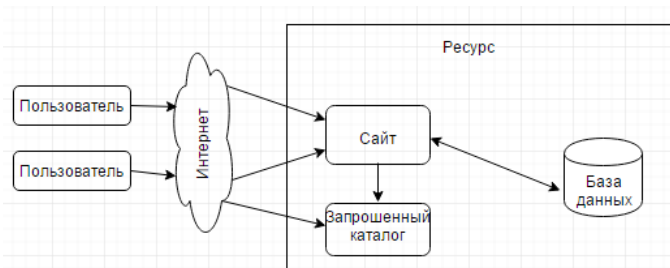 Ресурс
Пользователь
Пользователь
Интернет
Сайт
Запрошенный
каталог
База
данных